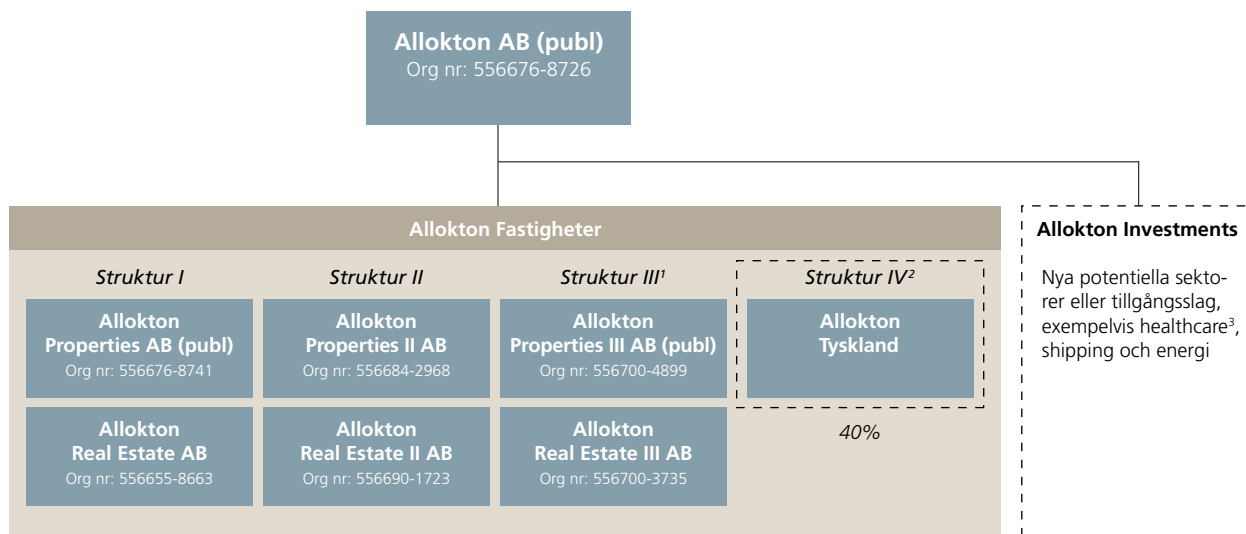 Allokton AB (publ)
Org nr: 556676-8726
Allokton Fastigheter
Struktur I
Allokton
Properties AB (publ)
Org nr: 556676-8741
Allokton
Real Estate AB
Org nr: 556655-8663
Struktur II
Allokton
Properties II AB
Org nr: 556684-2968
Allokton
Real Estate II AB
Org nr: 556690-1723
Struktur III¹
Allokton
Properties III AB (publ)
Org nr: 556700-4899
Allokton
Real Estate III AB
Org nr: 556700-3735
Struktur IV²
Allokton
Tyskland
40%
Allokton Investments
Nya potentiella sekto-
rer eller tillgångsslag,
exempelvis healthcare³,
shipping och energi